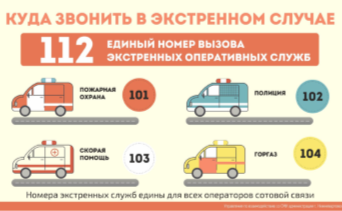 КУДА ЗВОНИТЬ В ЭКСТРЕННОМ СЛУЧАЕ
112
ЕДИНЫЙ НОМЕР ВЫЗОВА
ЭКСТРЕННЫХ ОПЕРАТИВНЫХ СЛУЖБ
ПОЖАРНАЯ
ОХРАНА
101
ПОЛИЦИЯ
102
СКОРАЯ
ПОМОЩЬ
103
ГОРГАЗ
104
Номера экстренных служб едины для всех операторов сотовой связи